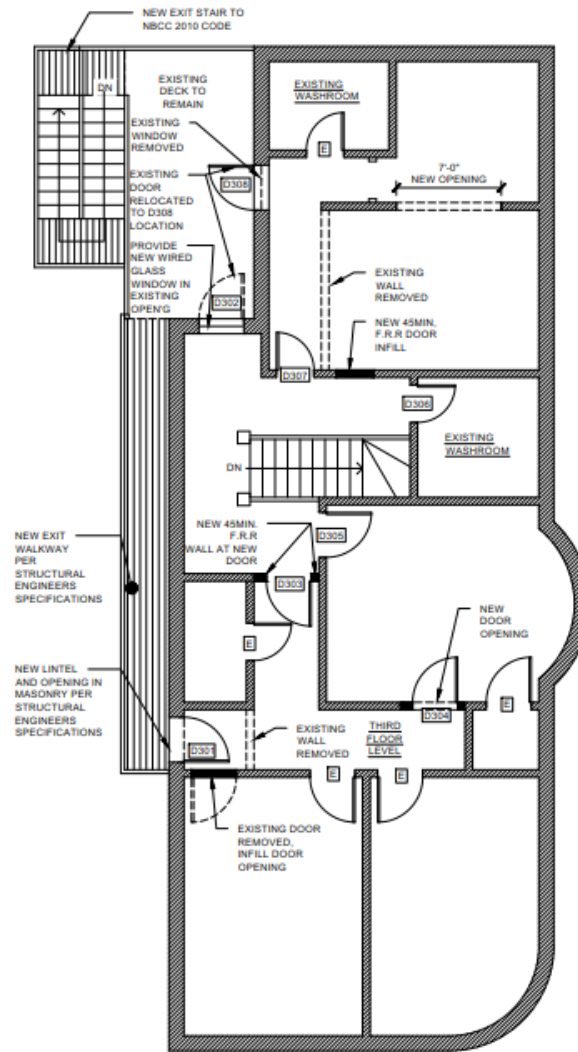 NEW EXIT STAIR TO
NBCC 2010 CODE
DN
EXISTING
DECK TO
REMAIN
EXISTING
WINDOW
REMOVED
EXISTING
DOOR
RELOCATED
TO D308
LOCATION
PROVIDE
NEW WIRED
GLASS
WINDOW IN
EXISTING
OPEN'G
D308
D302
EXISTING
WASHROOM
E
7'-0"
NEW OPENING
EXISTING
WALL
REMOVED
NEW 45MIN,
F.R.R DOOR
INFILL
D307
D306
EXISTING
WASHROOM
DN
NEW 45MIN.
F.R.R
WALL AT NEW
DOOR
D305
D303
NEW EXIT
WALKWAY
PER
STRUCTURAL
ENGINEERS
SPECIFICATIONS
E
NEW
DOOR
OPENING
NEW LINTEL
AND OPENING IN
MASONRY PER
STRUCTURAL
ENGINEERS
SPECIFICATIONS
D301
EXISTING
WALL
REMOVED
THIRD
FLOOR
LEVEL
D304
E
E
E
EXISTING DOOR
REMOVED,
INFILL DOOR
OPENING